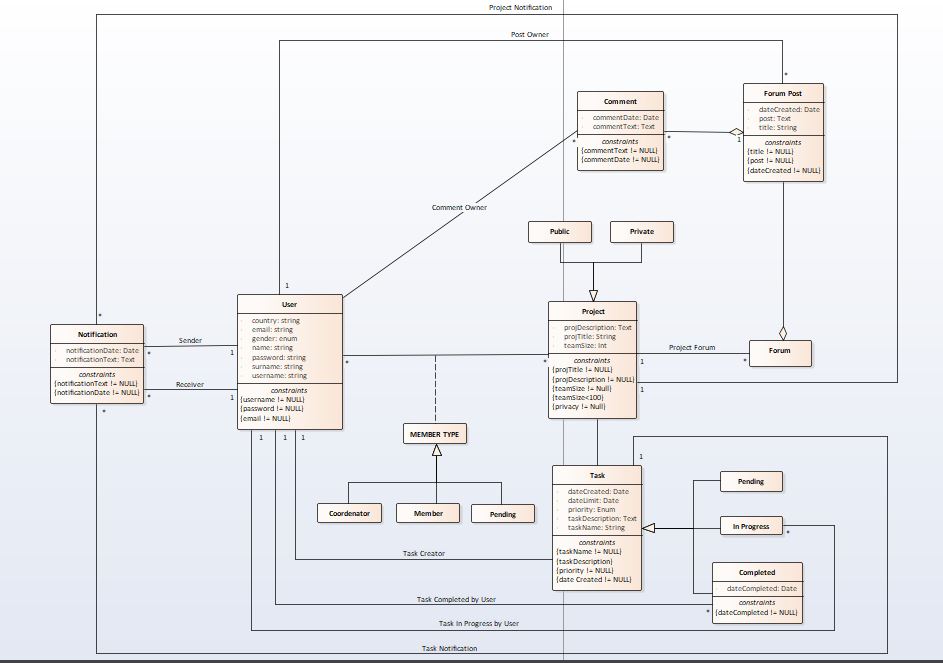 Project Notification
Post Owner
*
Forum Post
dateCreated: Date
post: Text
title: String
constraints
{title != NULL}
{post != NULL}
{dateCreated != NULL}
1
Comment
commentDate: Date
commentText: Text
constraints
{commentText != NULL}
{commentDate != NULL}
*
*
Comment Owner
Public
Private
1
User
country: string
email: string
gender: enum
name: string
password: string
surname: string
username: string
constraints
{username != NULL}
{password != NULL}
{email != NULL}
*
Notification
notificationDate: Date
notificationText: Text
constraints
{notificationText != NULL}
{notificationDate != NULL}
*
Sender
*
1
Receiver
*
1
Project
projDescription: Text
projTitle: String
teamSize: Int
constraints
{projTitle != NULL}
{projDescription != NULL}
{teamSize != Null}
{teamSize<100}
{privacy != Null}
*
*
Project Forum
1
*
Forum
1
MEMBER TYPE
Coordenator
Member
Pending
1
1
1
1
Task
dateCreated: Date
dateLimit: Date
priority: Enum
taskDescription: Text
taskName: String
constraints
{taskName != NULL}
{taskDescription}
{priority != NULL}
{date Created != NULL}
Pending
In Progress
*
Completed
dateCompleted: Date
constraints
{dateCompleted != NULL}
*
Task Creator
Task Completed by User
Task In Progress by User
Task Notification